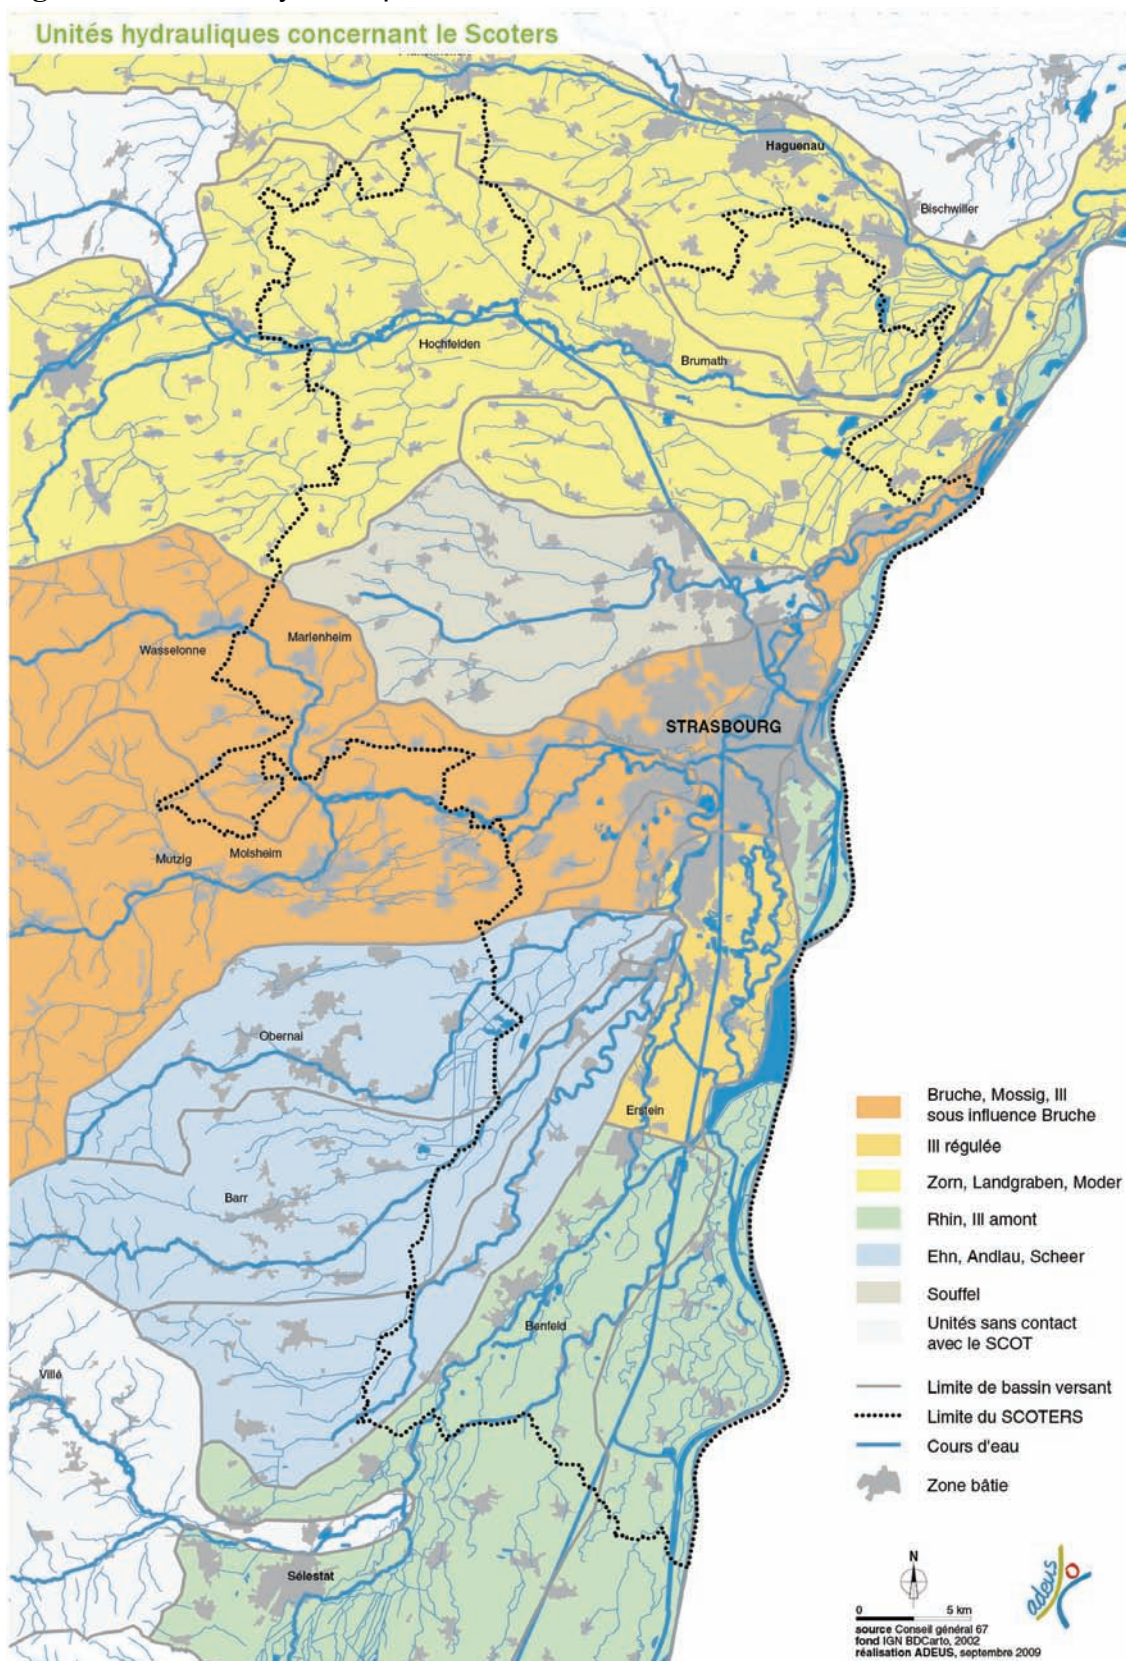 Unités hydrauliques concernant le Scoters
Haguenau
Bischwiller
Hochfelden
Brumath
Wasselonne
Marlenheim
STRASBOURG
Mutzig
Molsheim
Obernai
Erstein
Barr
Benfeld
Villé
Sélestat
Bruche, Mossig, Ill
sous influence Bruche
Ill régulée
Zorn, Landgraben, Moder
Rhin, Ill amont
Ehn, Andlau, Scheer
Souffel
Unités sans contact
avec le SCOT
Limite de bassin versant
Limite du SCOTERS
Cours d'eau
Zone bâtie
N
0 5 km
source Conseil général 67
fond IGN BDCarto, 2002
réalisation ADEUS, septembre 2009
adeus